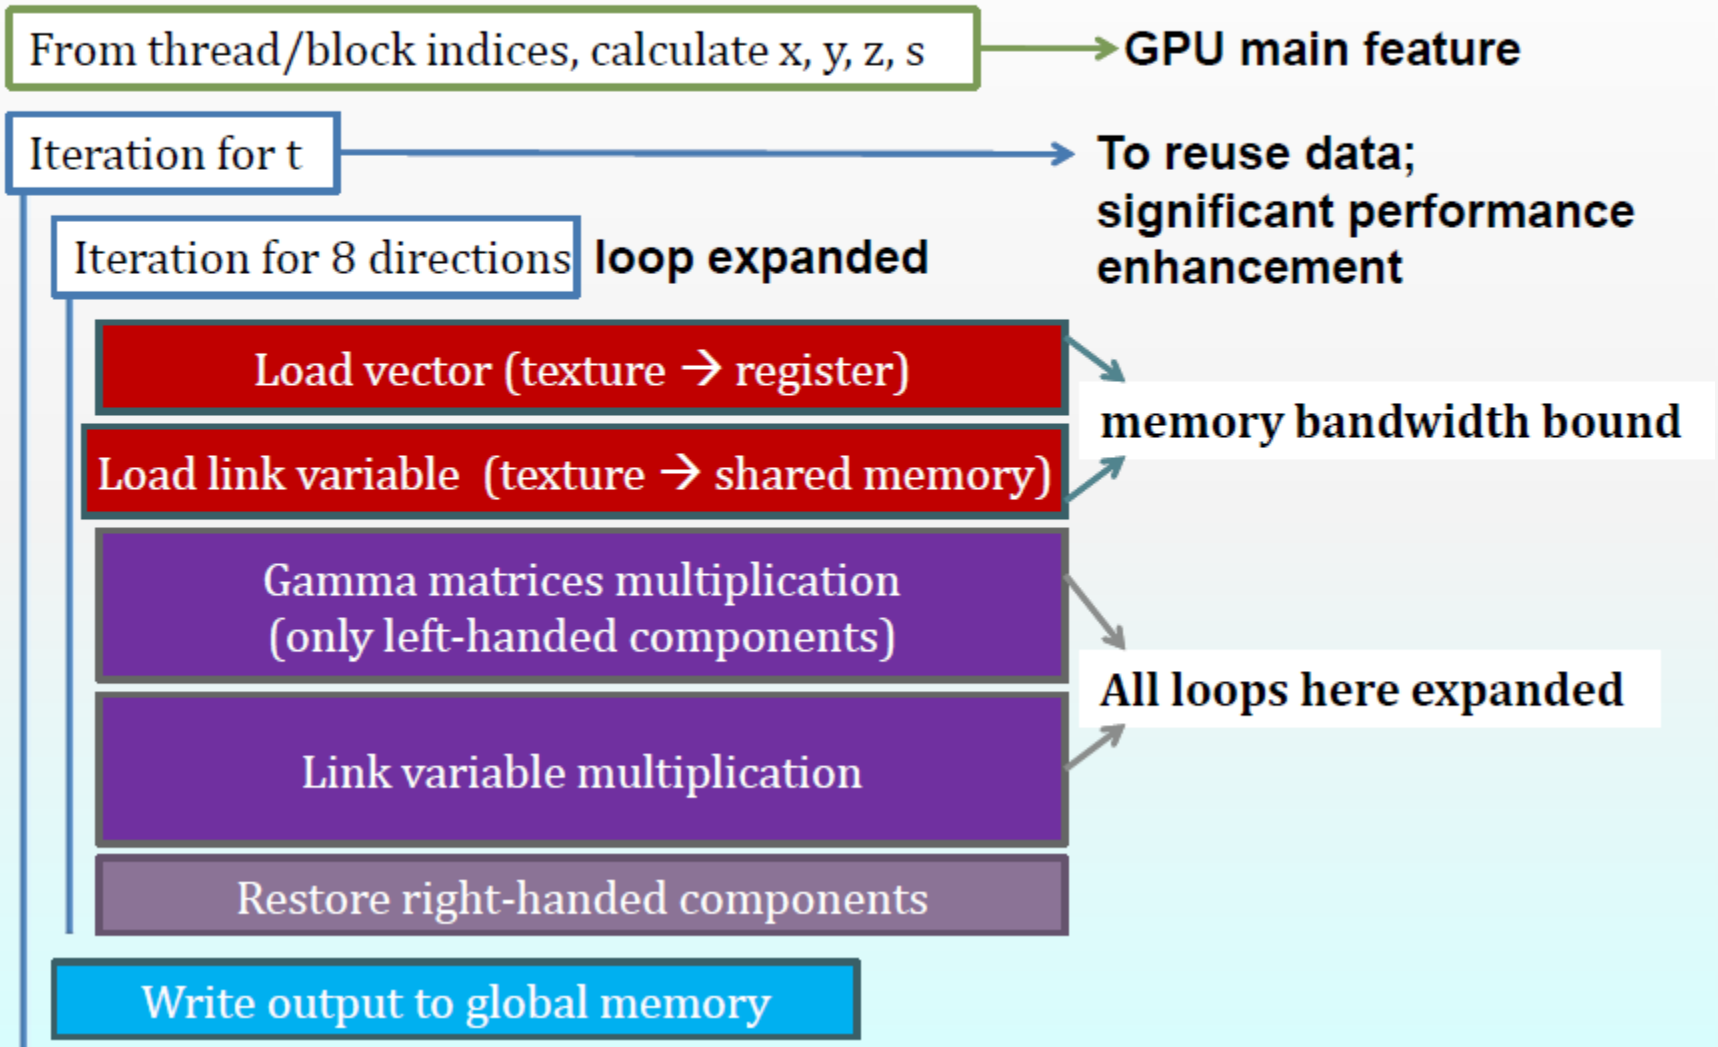 From thread/block indices, calculate x, y, z, s
GPU main feature
Iteration for t
To reuse data;
significant performance
enhancement
Iteration for 8 directions
loop expanded
Load vector (texture → register)
Load link variable (texture → shared memory)
memory bandwidth bound
Gamma matrices multiplication
(only left-handed components)
Link variable multiplication
All loops here expanded
Restore right-handed components
Write output to global memory